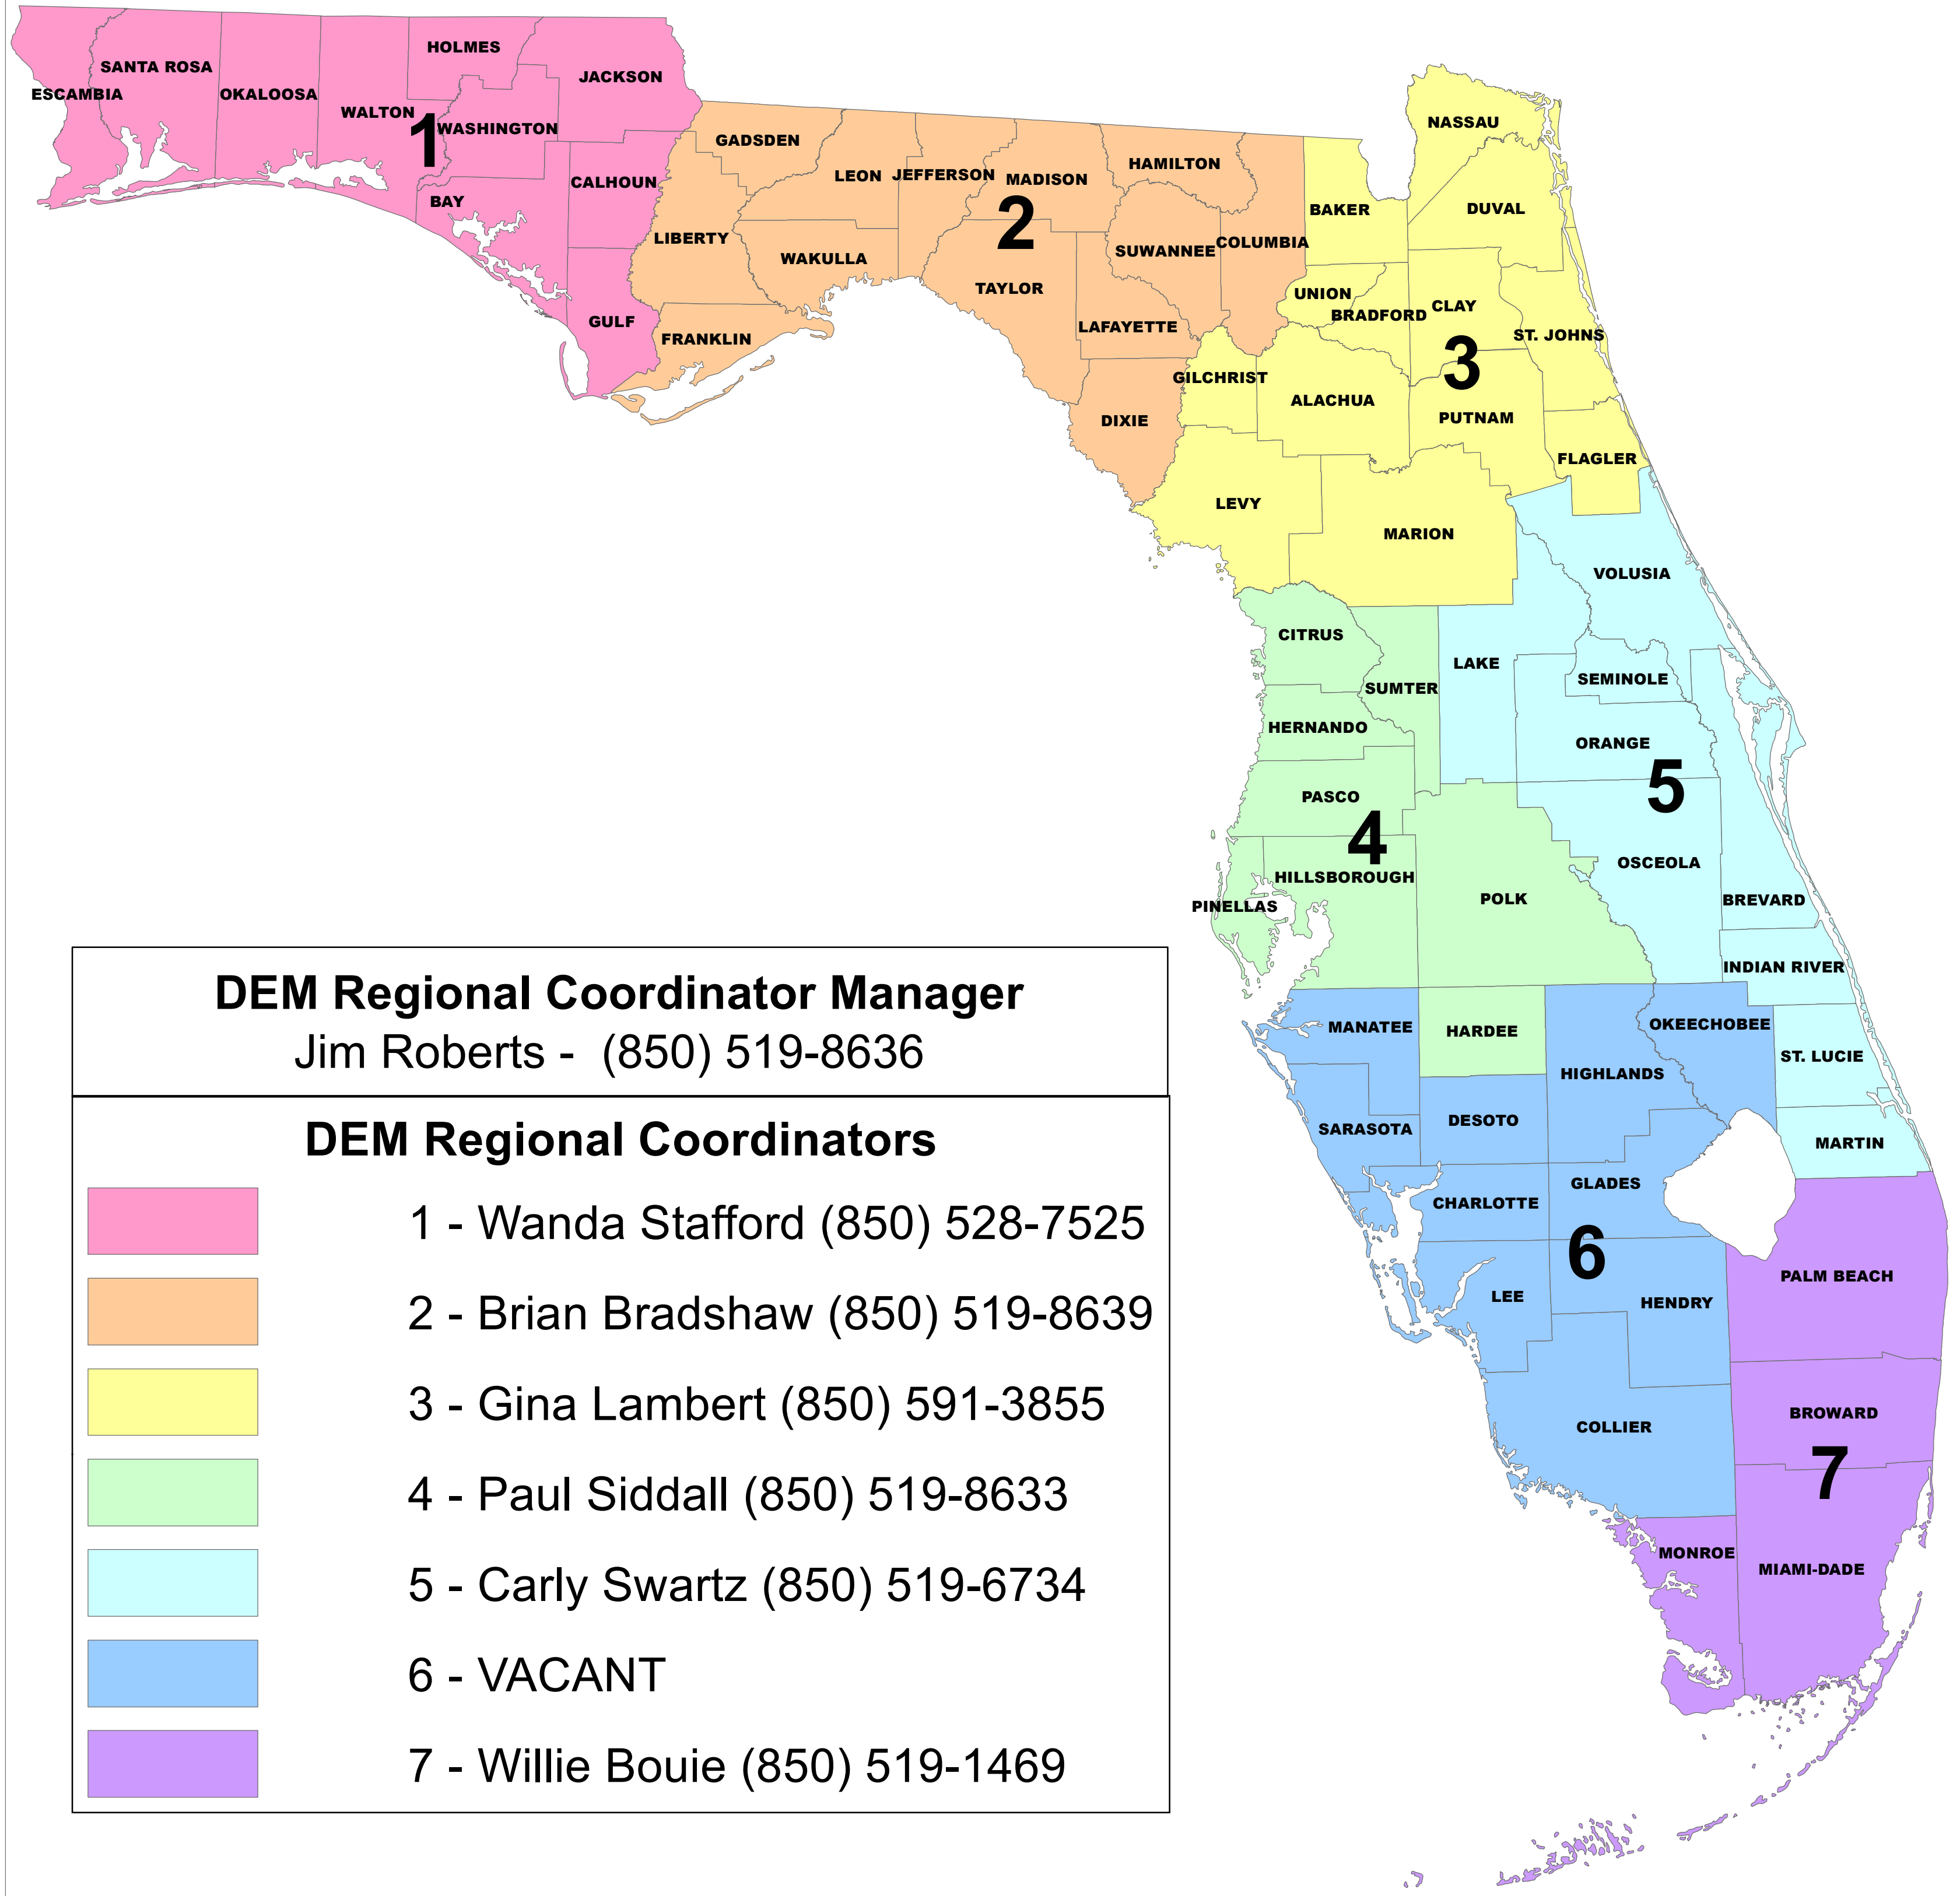 HOLMES
SANTA ROSA
JACKSON
ESCAMBIA
OKALOOSA
WALTON
1
WASHINGTON
NASSAU
GADSDEN
HAMILTON
LEON
JEFFERSON
MADISON
CALHOUN
BAY
2
BAKER
DUVAL
LIBERTY
WAKULLA
SUWANNEE
COLUMBIA
TAYLOR
UNION
CLAY
BRADFORD
GULF
FRANKLIN
LAFAYETTE
ST. JOHNS
3
GILCHRIST
ALACHUA
DIXIE
PUTNAM
FLAGLER
LEVY
MARION
VOLUSIA
CITRUS
LAKE
SUMTER
SEMINOLE
HERNANDO
ORANGE
5
PASCO
4
OSCEOLA
HILLSBOROUGH
PINELLAS
POLK
BREVARD
INDIAN RIVER
MANATEE
HARDEE
OKEECHOBEE
ST. LUCIE
HIGHLANDS
SARASOTA
DESOTO
MARTIN
GLADES
CHARLOTTE
6
PALM BEACH
LEE
HENDRY
BROWARD
COLLIER
7
MONROE
MIAMI-DADE
DEM Regional Coordinator Manager
Jim Roberts - (850) 519-8636
DEM Regional Coordinators
1 - Wanda Stafford (850) 528-7525
2 - Brian Bradshaw (850) 519-8639
3 - Gina Lambert (850) 591-3855
4 - Paul Siddall (850) 519-8633
5 - Carly Swartz (850) 519-6734
6 - VACANT
7 - Willie Bouie (850) 519-1469